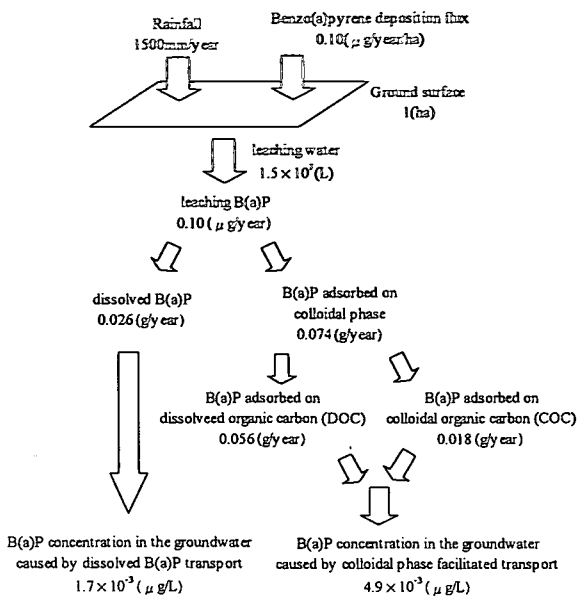 Rainfall
1500mm/year
Benzo(a)pyrene deposition flux
0.10(μg/year.ha)
Ground surface
1(ha)
leaching water
1.5×10⁷(L)
leaching B(a)P
0.10(μg/year)
dissolved B(a)P
0.026(g/year)
B(a)P adsorbed on
colloidal phase
0.074(g/year)
B(a)P adsorbed on
dissolveed organic carbon (DOC)
0.056(g/year)
B(a)P adsorbed on
colloidal organic carbon (COC)
0.018(g/year)
B(a)P concentration in the groundwater
caused by dissolved B(a)P transport
1.7×10⁻³(μg/L)
B(a)P concentration in the groundwater
caused by colloidal phase facilitated transport
4.9×10⁻³(μg/L)